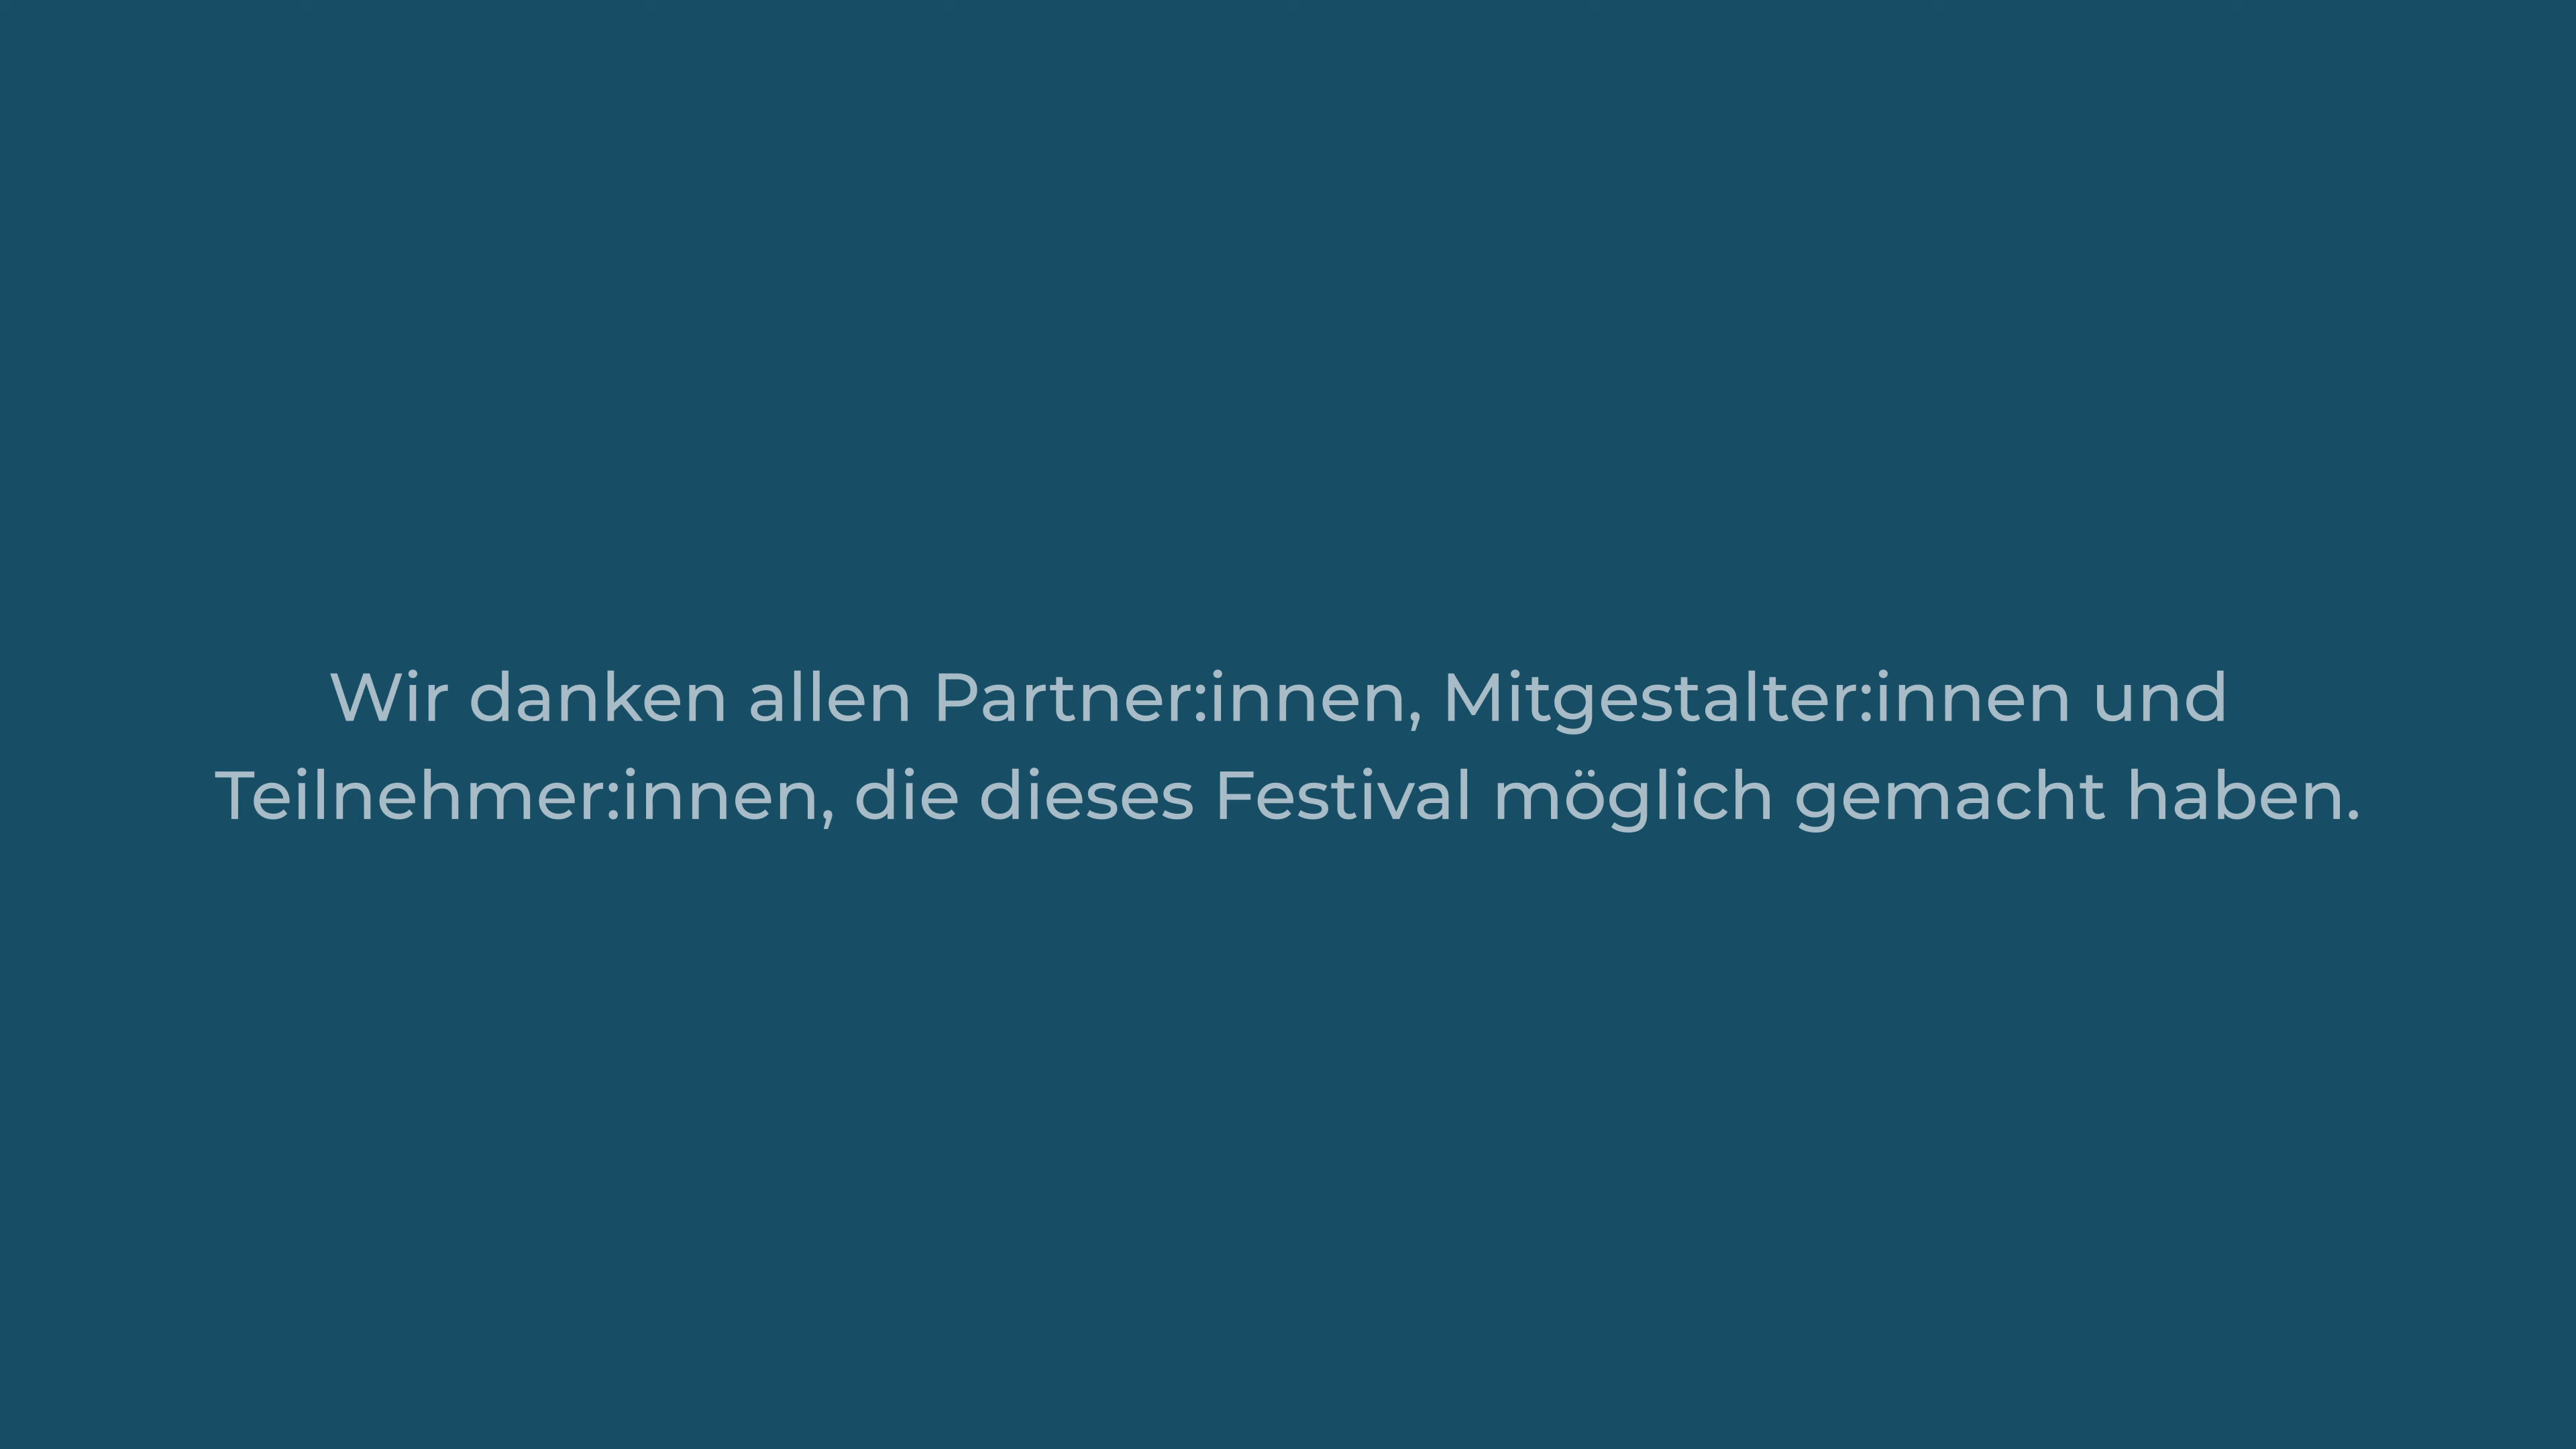 Wir danken allen Partner:innen, Mitgestalter:innen und
Teilnehmer:innen, die dieses Festival möglich gemacht haben.